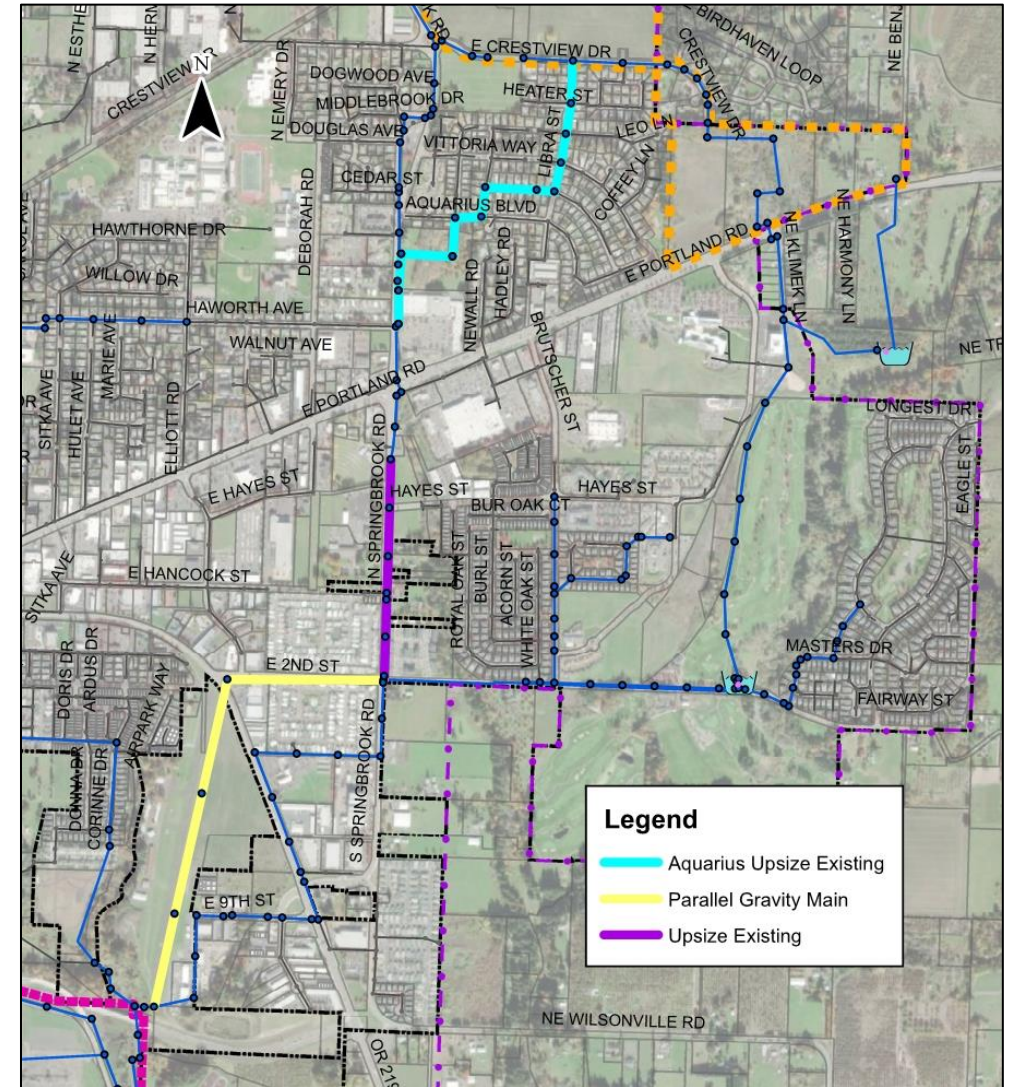 N ESTHE
N HERM
K RD
E CRESTVIEW DR
E BIRDHAVEN LOOP
NE BENJ
CRESTVIEW DR
N
N EMERY DR
DOGWOOD AVE
CRESTVIEW DR
MIDDLEBROOK DR
HEATER ST
DOUGLAS AVE
VITTORIA WAY
LIBRA ST
LEO LN
CEDAR ST
COFFEY LN
DEBORAH RD
AQUARIUS BLVD
HAWTHORNE DR
HADLEY RD
NEWALL RD
E PORTLAND RD
NE KLIMEK LN
NE HARMONY LN
WILLOW DR
HAWORTH AVE
WALNUT AVE
BRUTSCHER ST
NE TR
MARIE AVE
HULET AVE
SITKA AVE
ELLIOTT RD
E PORTLAND RD
LONGEST DR
EAGLE ST
N SPRINGBROOK RD
E HAYES ST
HAYES ST
BUR OAK CT
HAYES ST
ROYAL OAK ST
BURL ST
ACORN ST
WHITE OAK ST
E HANCOCK ST
SITKA AVE
MASTERS DR
E 2ND ST
DORIS DR
ARDUS DR
AIRPARK WAY
FAIRWAY ST
DONNA DR
CORINNE DR
S SPRINGBROOK RD
Legend
Aquarius Upsize Existing
Parallel Gravity Main
Upsize Existing
E 9TH ST
NE WILSONVILLE RD
OR 219